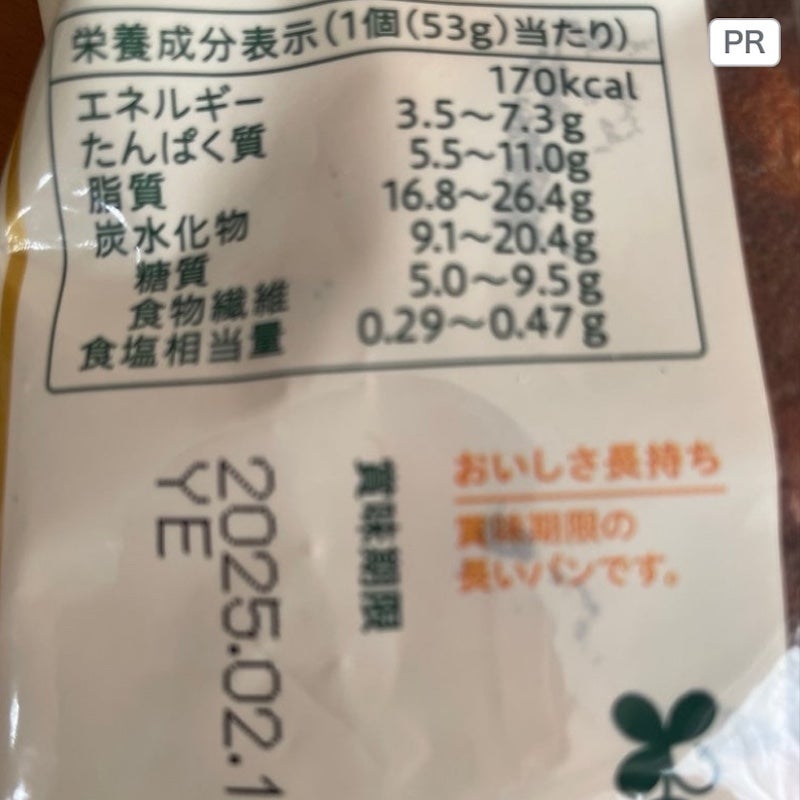 PR
栄養成分表示(1個(53g)当たり)
エネルギー 170kcal
たんぱく質 3.5〜7.3g
脂質 5.5〜11.0g
炭水化物 16.8〜26.4g
糖質 9.1〜20.4g
食物繊維 5.0〜9.5g
食塩相当量 0.29〜0.47g
おいしさ長持ち
賞味期限の
長いパンです。
賞味期限
2025.02.1
YE